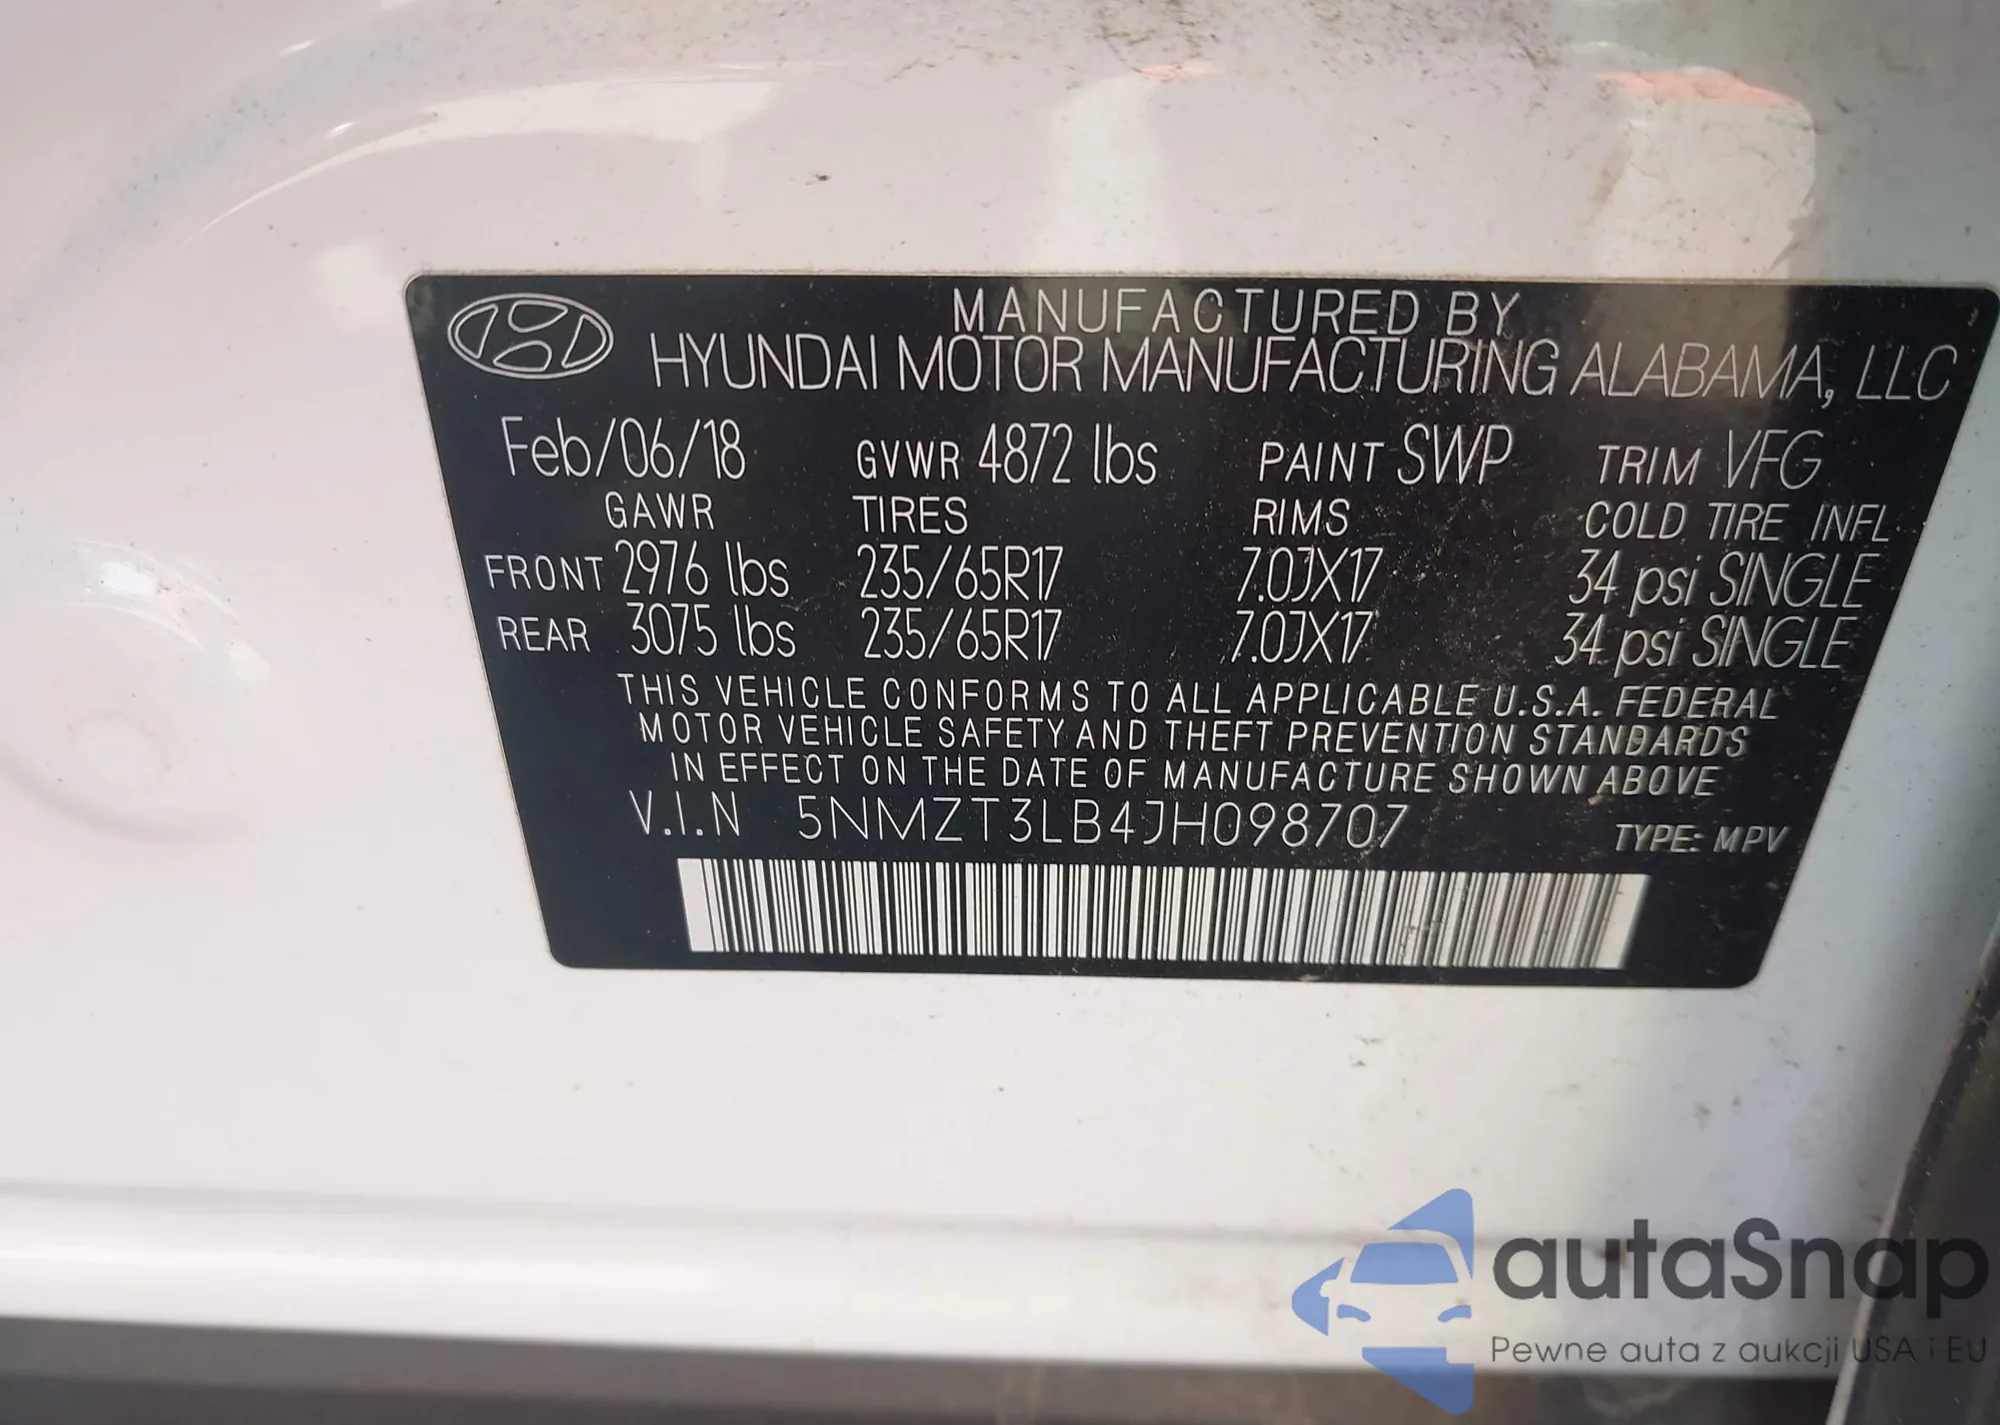 MANUFACTURED BY
HYUNDAI MOTOR MANUFACTURING ALABAMA, LLC
Feb/06/18 GVWR 4872 lbs PAINT SWP TRIM VFG
GAWR TIRES RIMS COLD TIRE INFL.
FRONT 2976 lbs 235/65R17 7.0JX17 34 psi SINGLE
REAR 3075 lbs 235/65R17 7.0JX17 34 psi SINGLE
THIS VEHICLE CONFORMS TO ALL APPLICABLE U.S.A. FEDERAL
MOTOR VEHICLE SAFETY AND THEFT PREVENTION STANDARDS
IN EFFECT ON THE DATE OF MANUFACTURE SHOWN ABOVE
V.I.N 5NMZT3LB4JH098707 TYPE: MPV
autaSnap
Pewne auta z aukcji USA i EU